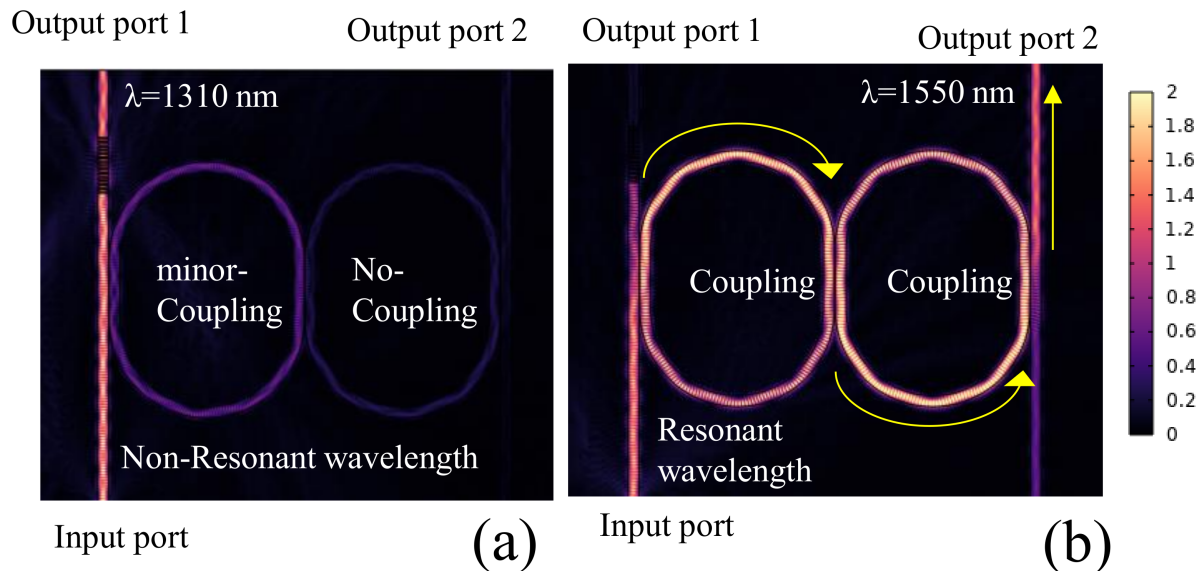 Output port 1
Output port 2
λ=1310 nm
minor-
Coupling
No-
Coupling
Non-Resonant wavelength
Input port
(a)
Output port 1
Output port 2
λ=1550 nm
Coupling
Coupling
Resonant
wavelength
Input port
(b)
2
1.8
1.6
1.4
1.2
1
0.8
0.6
0.4
0.2
0